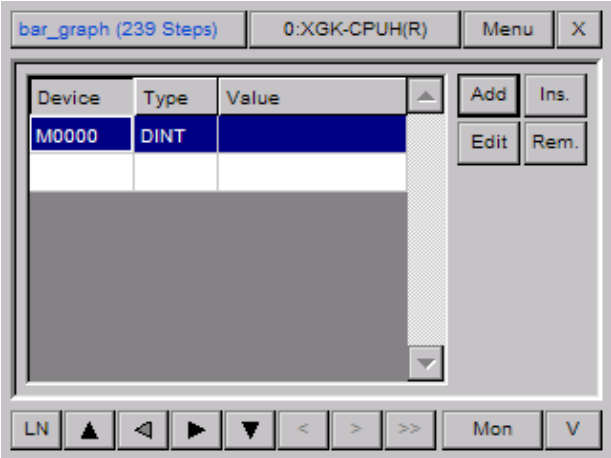 bar_graph (239 Steps) 0:XGK-CPUH(R) Menu X
Device Type Value Add Ins.
M0000 DINT Edit Rem.
LN < > >> Mon V